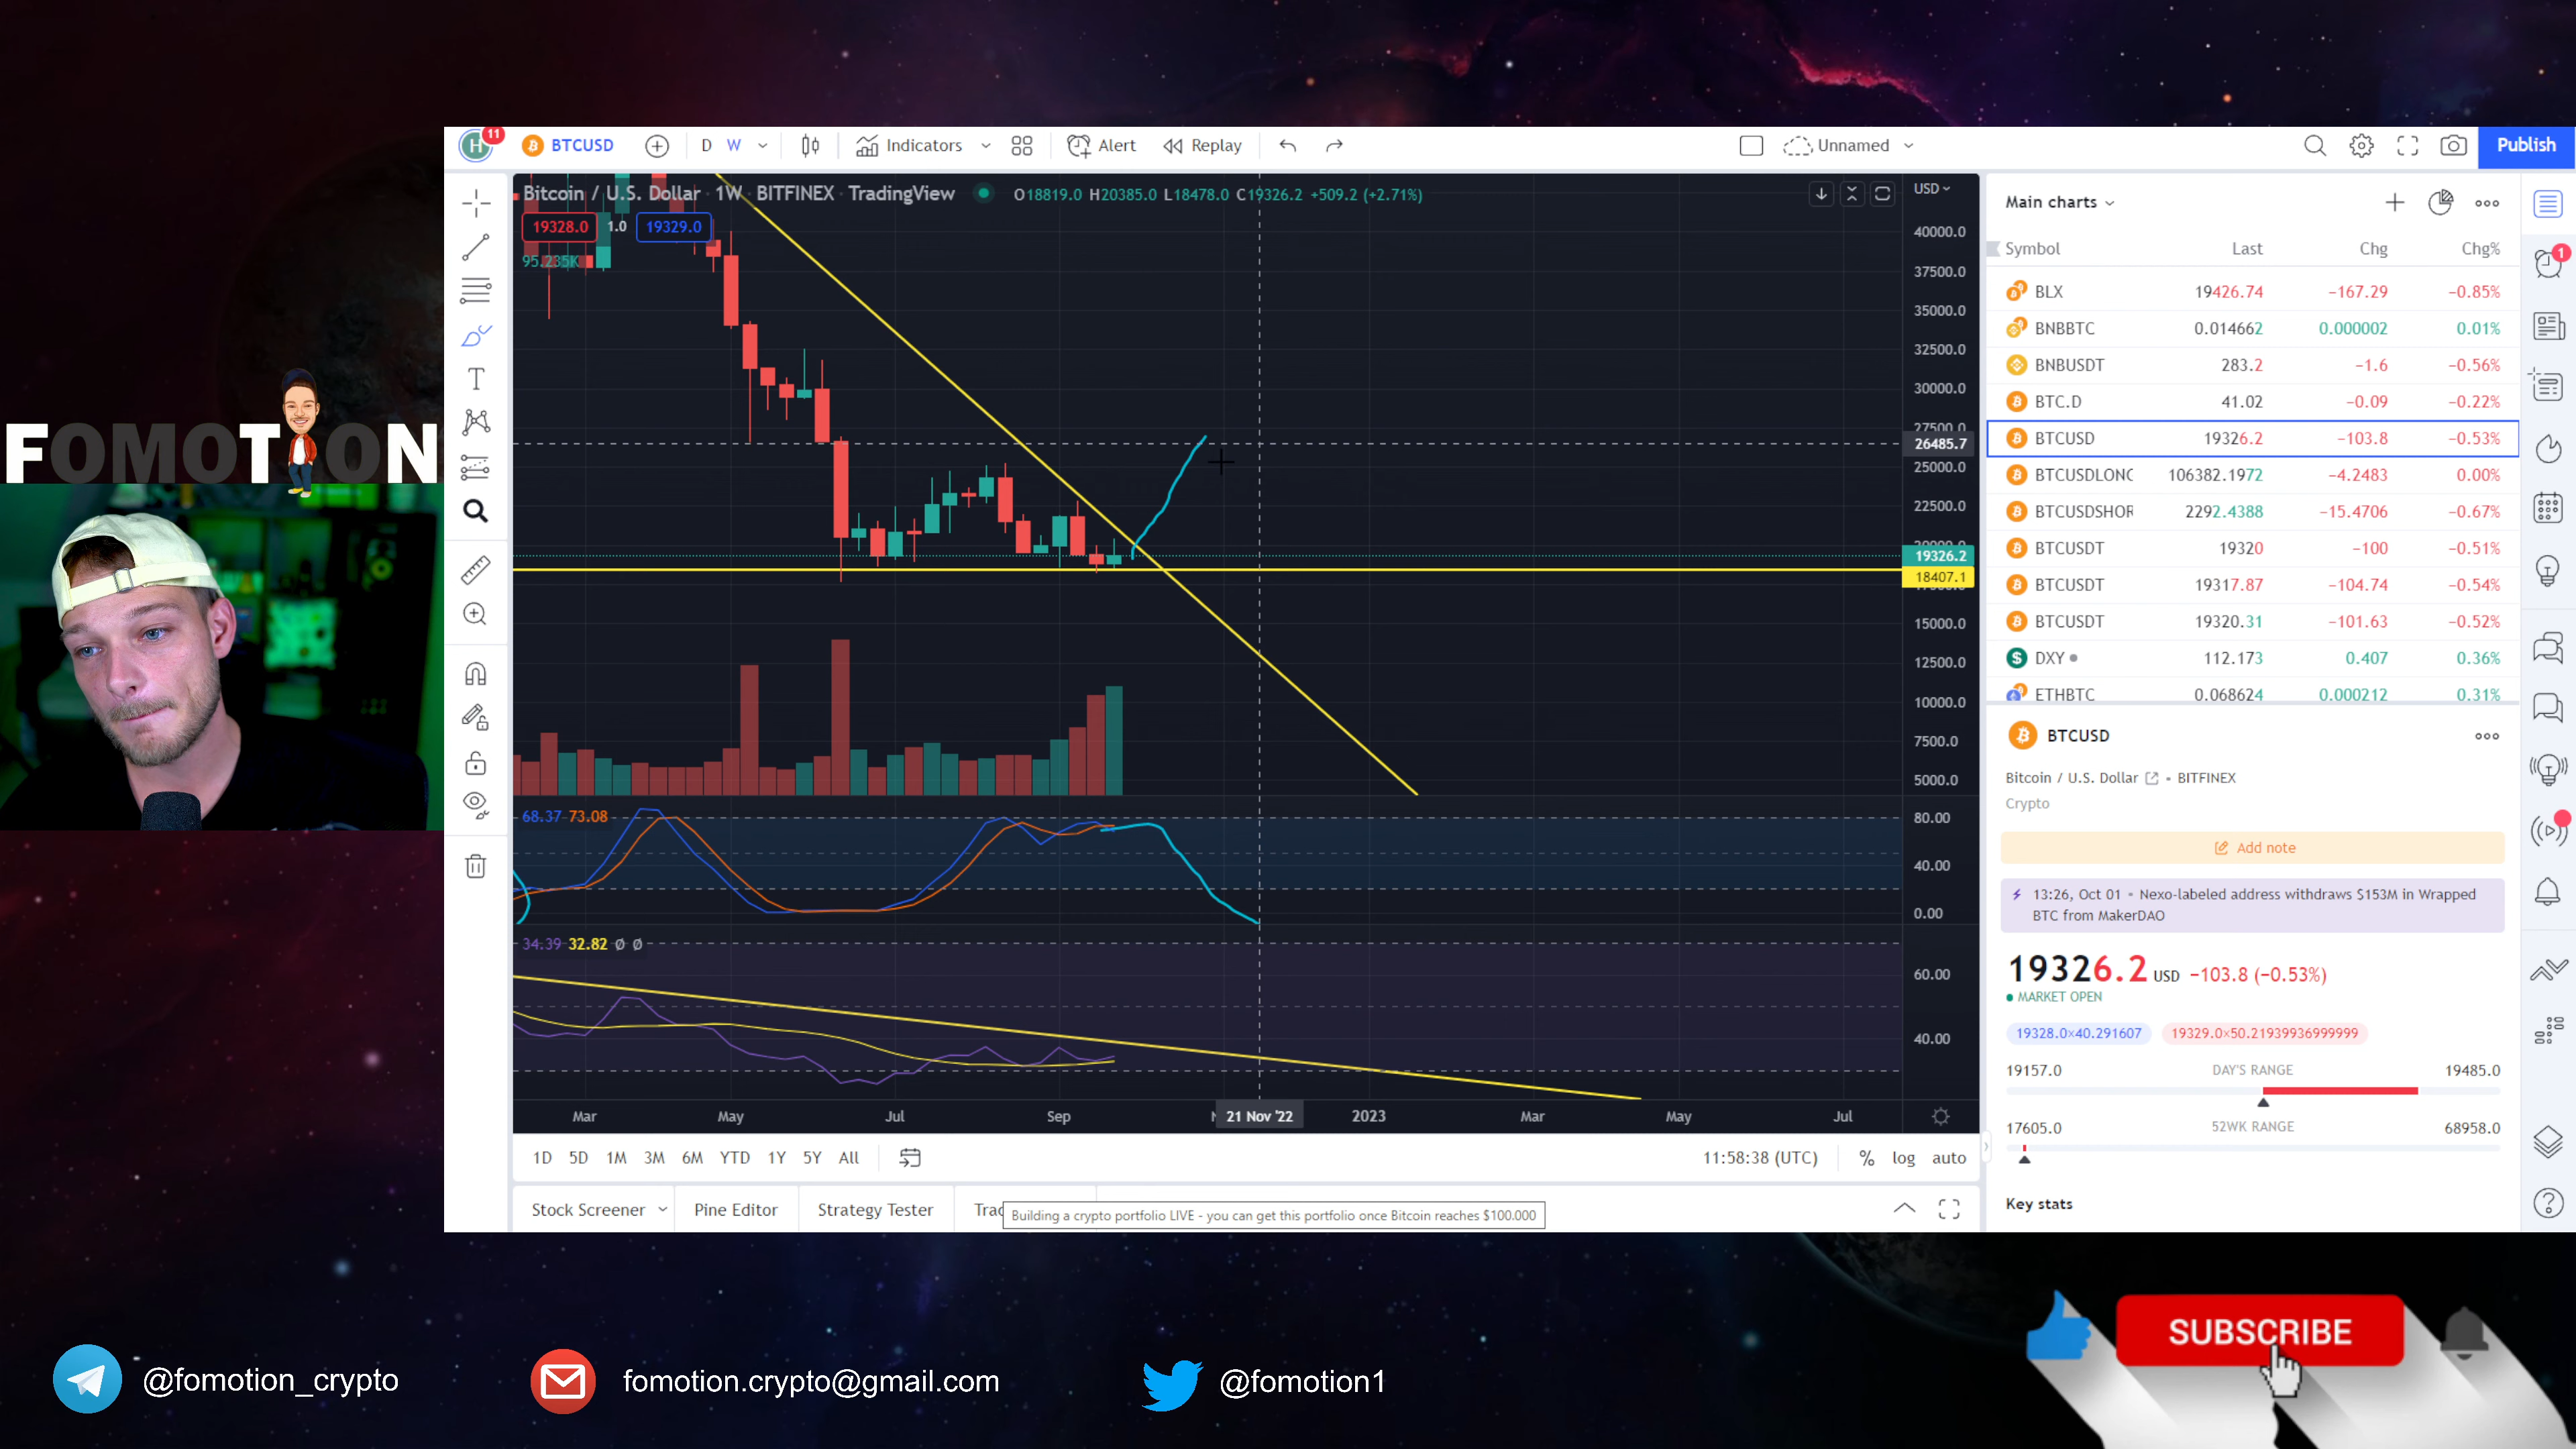 FOMOTION
H 11 BTCUSD D W Indicators Alert Replay Unnamed Publish
Bitcoin / U.S. Dollar · 1W · BITFINEX · TradingView O18819.0 H20385.0 L18478.0 C19326.2 +509.2 (+2.71%)
19328.0 1.0 19329.0
95.235K
USD
40000.0
37500.0
35000.0
32500.0
30000.0
27500.0
26485.7
25000.0
22500.0
20000.0
19326.2
18407.1
15000.0
12500.0
10000.0
7500.0
5000.0
68.37 73.08
80.00
40.00
0.00
34.39 32.82 Ø Ø
60.00
40.00
Mar May Jul Sep 21 Nov '22 2023 Mar May Jul
1D 5D 1M 3M 6M YTD 1Y 5Y All 11:58:38 (UTC) % log auto
Stock Screener Pine Editor Strategy Tester Trad
Building a crypto portfolio LIVE - you can get this portfolio once Bitcoin reaches $100.000
Main charts
Symbol Last Chg Chg%
BLX 19426.74 −167.29 −0.85%
BNBBTC 0.014662 0.000002 0.01%
BNBUSDT 283.2 −1.6 −0.56%
BTC.D 41.02 −0.09 −0.22%
BTCUSD 19326.2 −103.8 −0.53%
BTCUSDLONG 106382.1972 −4.2483 0.00%
BTCUSDSHOR 2292.4388 −15.4706 −0.67%
BTCUSDT 19320 −100 −0.51%
BTCUSDT 19317.87 −104.74 −0.54%
BTCUSDT 19320.31 −101.63 −0.52%
DXY 112.173 0.407 0.36%
ETHBTC 0.068624 0.000212 0.31%
1
BTCUSD
Bitcoin / U.S. Dollar • BITFINEX
Crypto
Add note
13:26, Oct 01 • Nexo-labeled address withdraws $153M in Wrapped
BTC from MakerDAO
19326.2 USD −103.8 (−0.53%)
MARKET OPEN
19328.0×40.291607 19329.0×50.21939936999999
19157.0 DAY'S RANGE 19485.0
17605.0 52WK RANGE 68958.0
Key stats
@fomotion_crypto
fomotion.crypto@gmail.com
@fomotion1
SUBSCRIBE